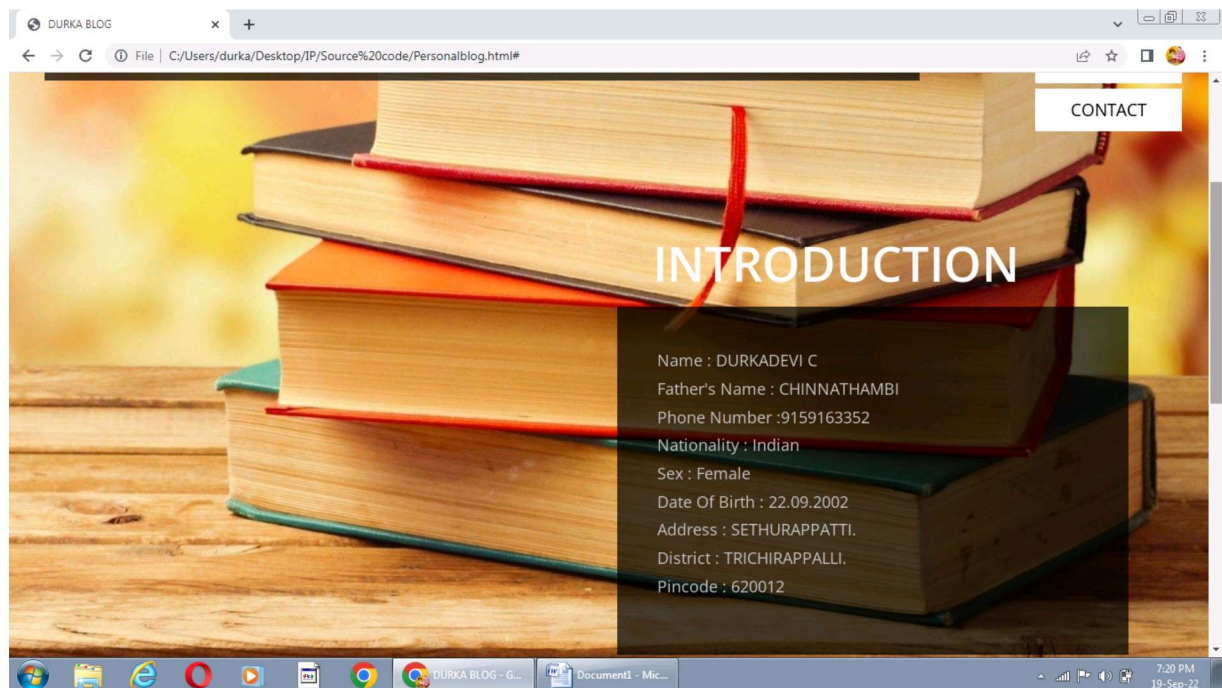 DURKA BLOG
File C:/Users/durka/Desktop/IP/Source%20code/Personalblog.html#
CONTACT
INTRODUCTION
Name : DURKADEVI C
Father's Name : CHINNATHAMBI
Phone Number :9159163352
Nationality : Indian
Sex : Female
Date Of Birth : 22.09.2002
Address : SETHURAPPATTI.
District : TRICHIRAPPALLI.
Pincode : 620012
DURKA BLOG - G...
Document1 - Mic...
7:20 PM
19-Sep-22